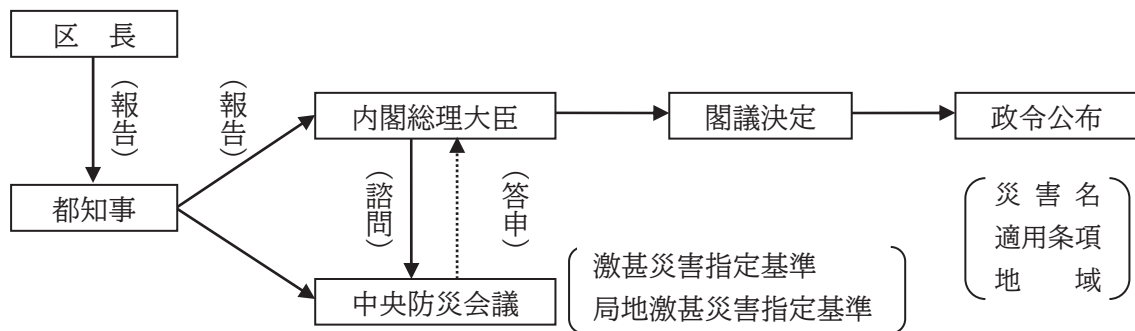 区　長
（報告）
（報告）
内閣総理大臣
閣議決定
政令公布
都知事
（諮問）
（答申）
災害名
適用条項
地　　域
中央防災会議
激甚災害指定基準
局地激甚災害指定基準